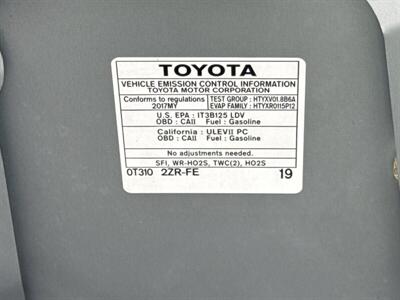 TOYOTA
VEHICLE EMISSION CONTROL INFORMATION
TOYOTA MOTOR CORPORATION
Conforms to regulations
2017MY
TEST GROUP : HTYXV01.8B6A
EVAP FAMILY : HTYXR0115P12
U.S. EPA : IT3B125 LDV
OBD : CAII Fuel : Gasoline
California : ULEVII PC
OBD : CAII Fuel : Gasoline
No adjustments needed.
SFI, WR-HO2S, TWC(2), HO2S
0T310 2ZR-FE 19